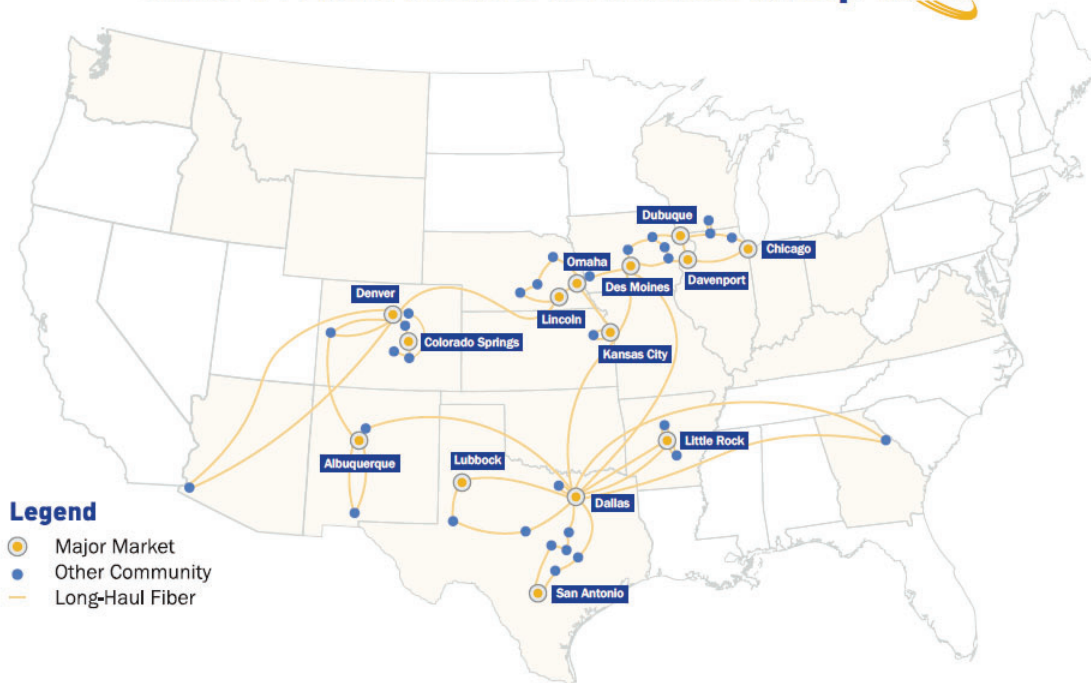 Dubuque
Chicago
Omaha
Des Moines
Davenport
Denver
Lincoln
Colorado Springs
Kansas City
Little Rock
Albuquerque
Lubbock
Dallas
San Antonio
Legend
Major Market
Other Community
Long-Haul Fiber